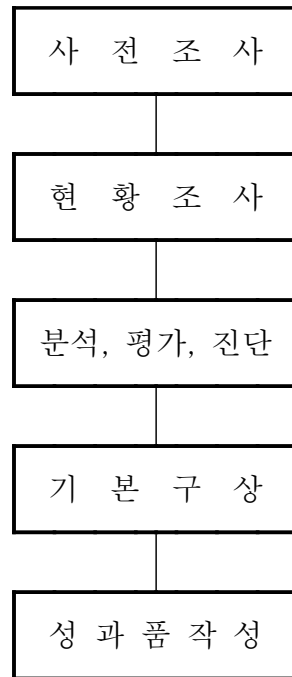 사 전 조 사
현 황 조 사
분석, 평가, 진단
기 본 구 상
성 과 품 작 성